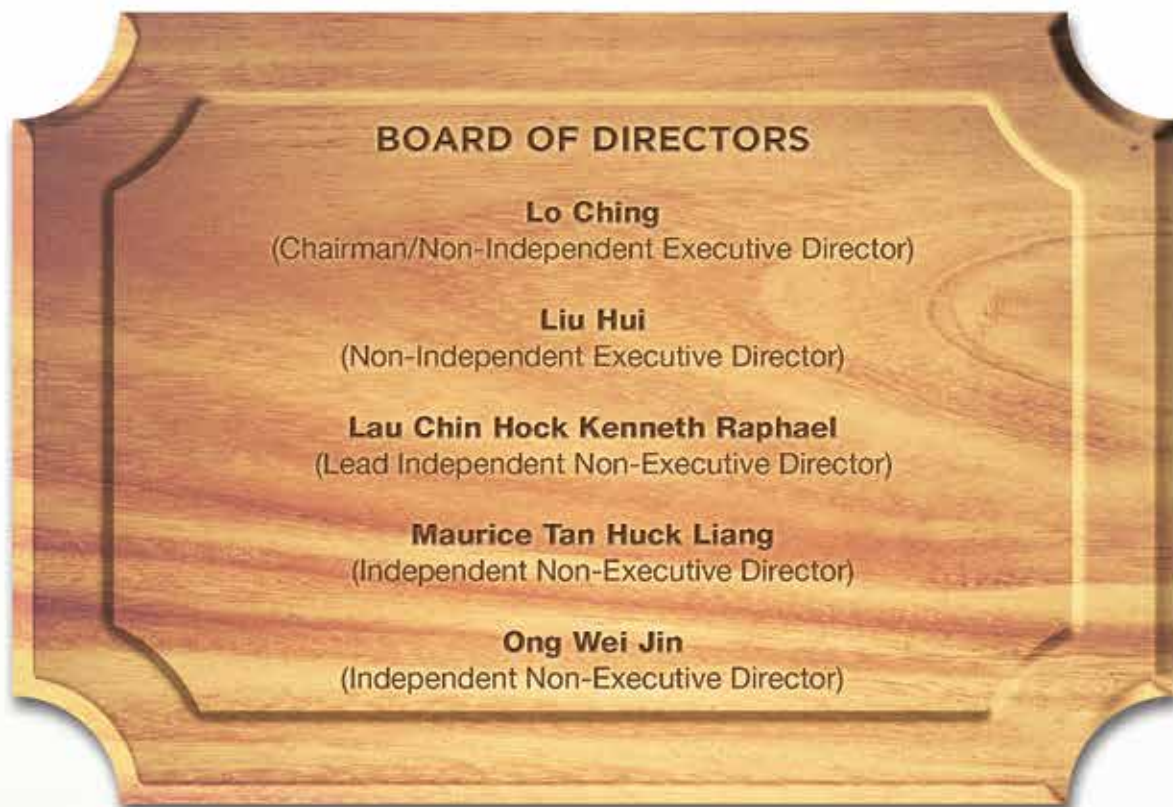 BOARD OF DIRECTORS
Lo Ching
(Chairman/Non-Independent Executive Director)
Liu Hui
(Non-Independent Executive Director)
Lau Chin Hock Kenneth Raphael
(Lead Independent Non-Executive Director)
Maurice Tan Huck Liang
(Independent Non-Executive Director)
Ong Wei Jin
(Independent Non-Executive Director)